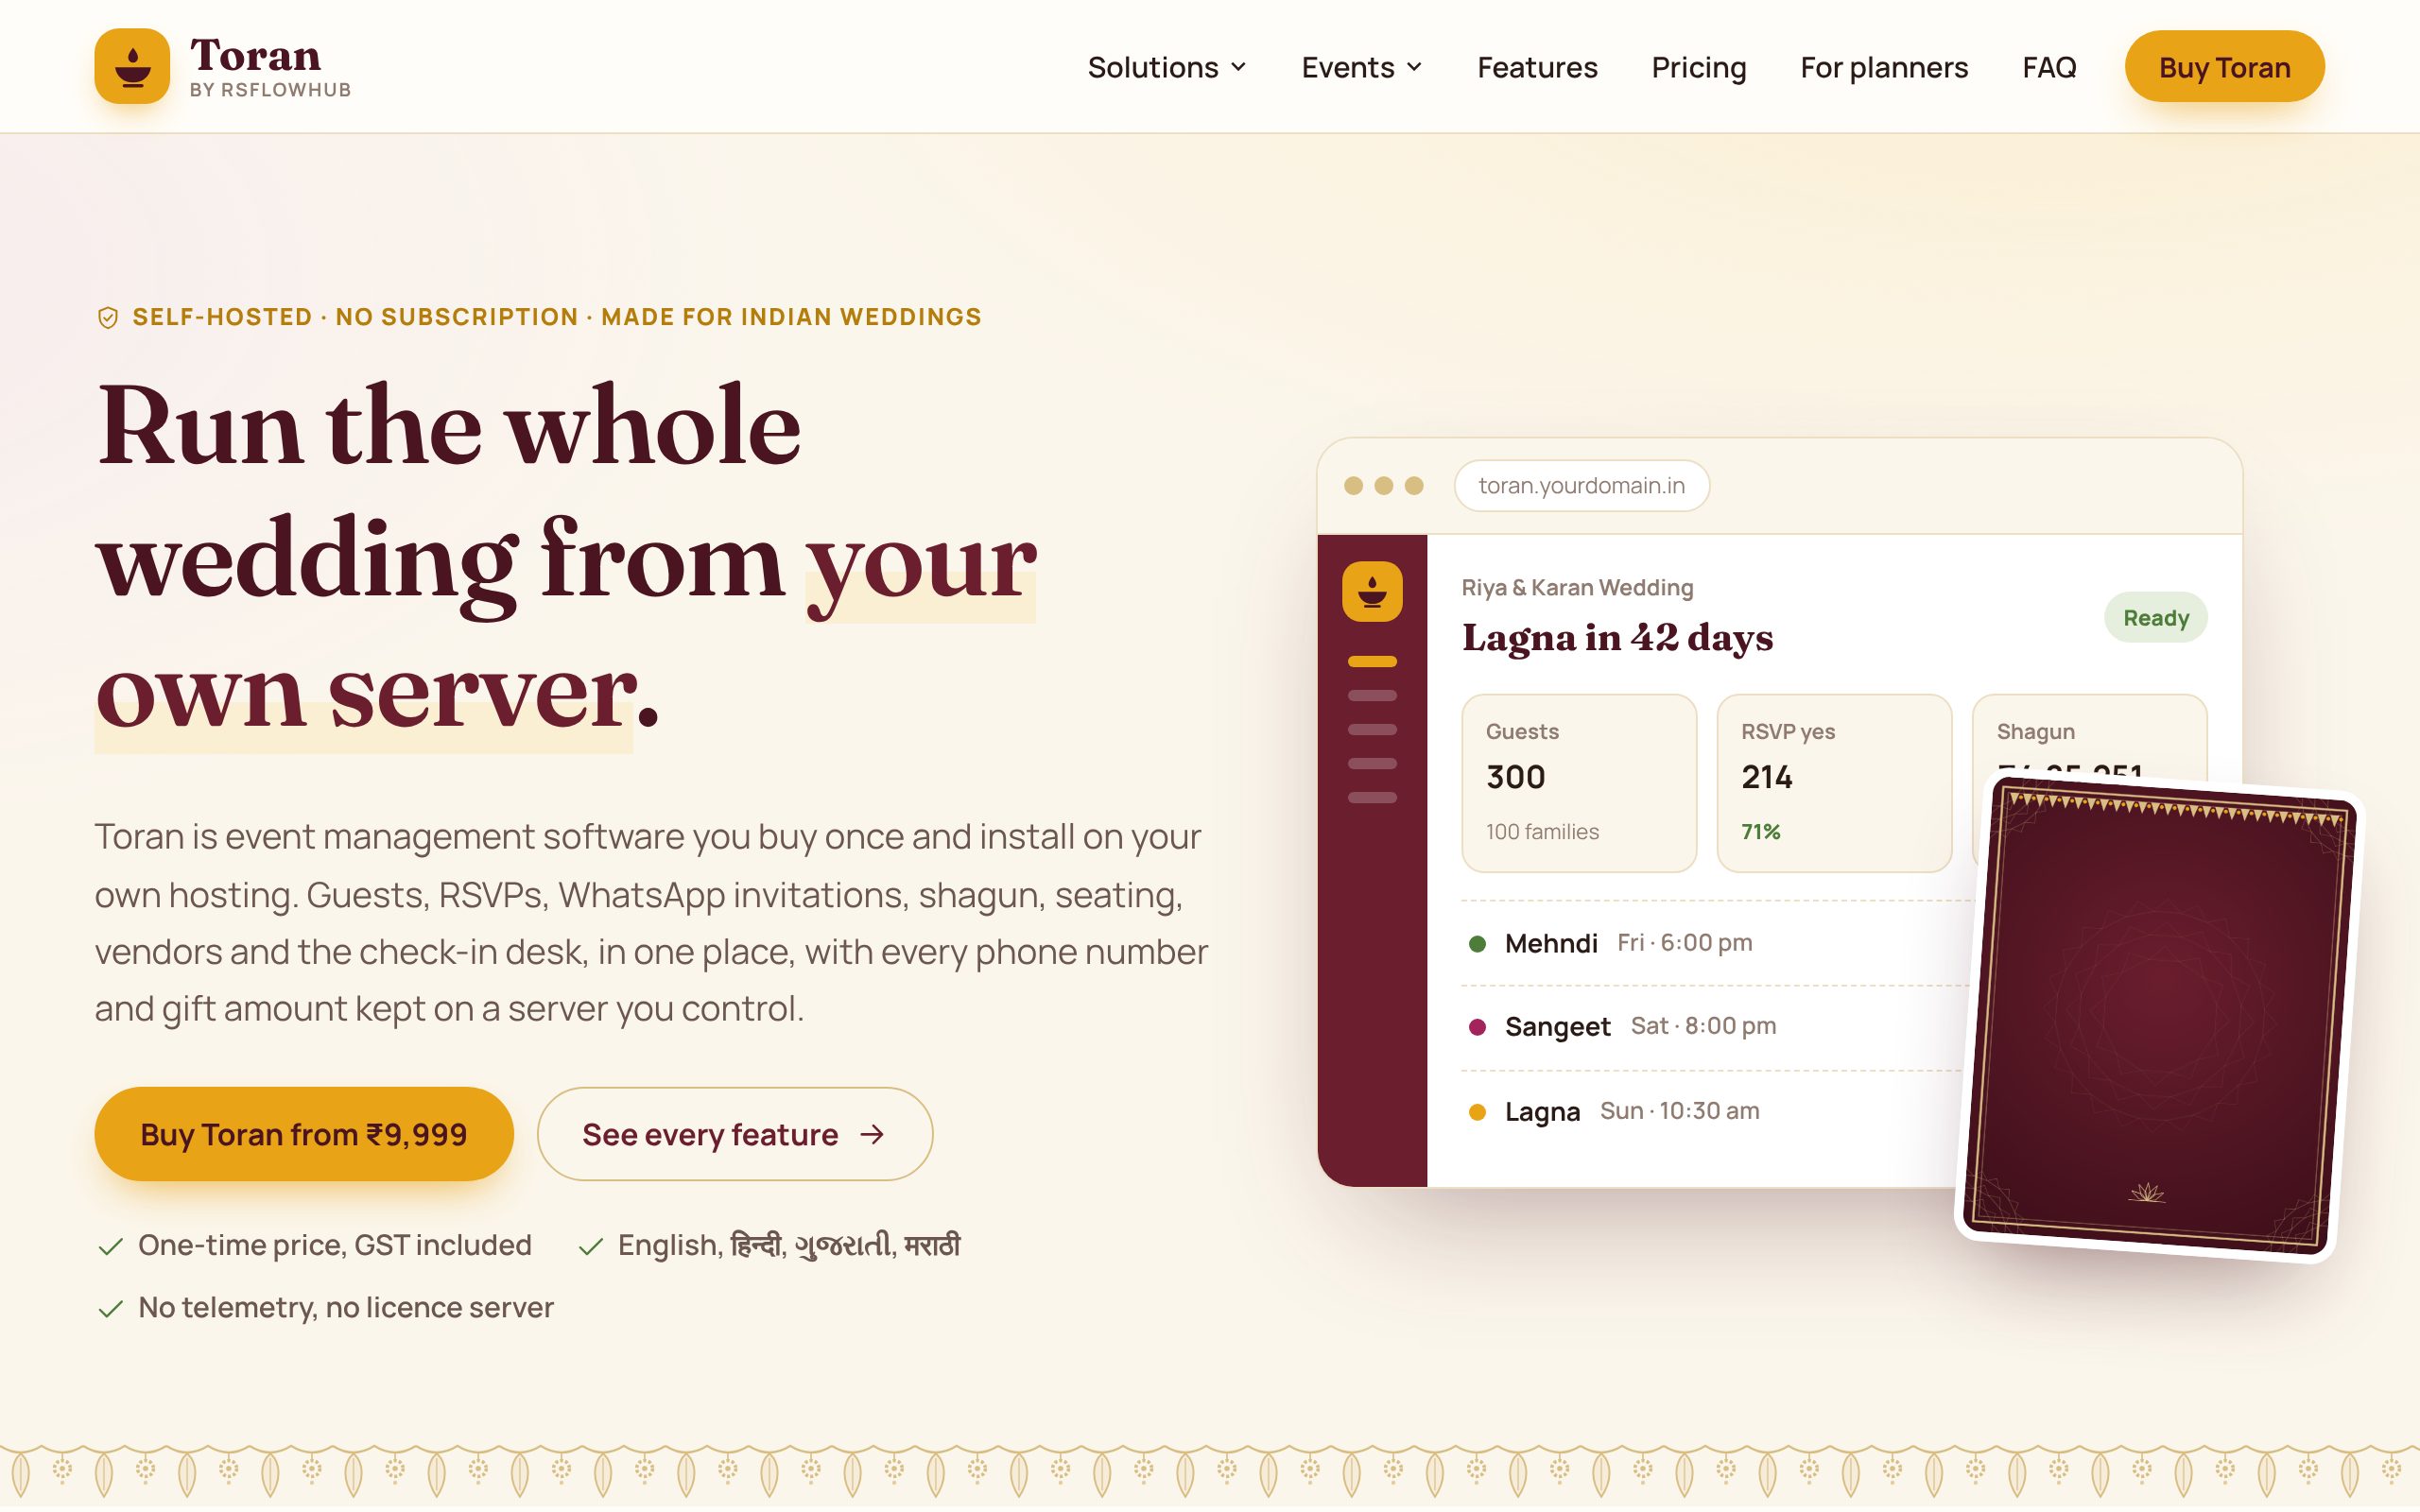 Toran
BY RSFLOWHUB
Solutions
Events
Features
Pricing
For planners
FAQ
Buy Toran
SELF-HOSTED · NO SUBSCRIPTION · MADE FOR INDIAN WEDDINGS
Run the whole
wedding from your
own server.
Toran is event management software you buy once and install on your
own hosting. Guests, RSVPs, WhatsApp invitations, shagun, seating,
vendors and the check-in desk, in one place, with every phone number
and gift amount kept on a server you control.
Buy Toran from ₹9,999
See every feature
One-time price, GST included
English, हिन्दी, ગુજરાતી, मराठी
No telemetry, no licence server
toran.yourdomain.in
Riya & Karan Wedding
Lagna in 42 days
Ready
Guests
300
100 families
RSVP yes
214
71%
Shagun
Mehndi Fri · 6:00 pm
Sangeet Sat · 8:00 pm
Lagna Sun · 10:30 am